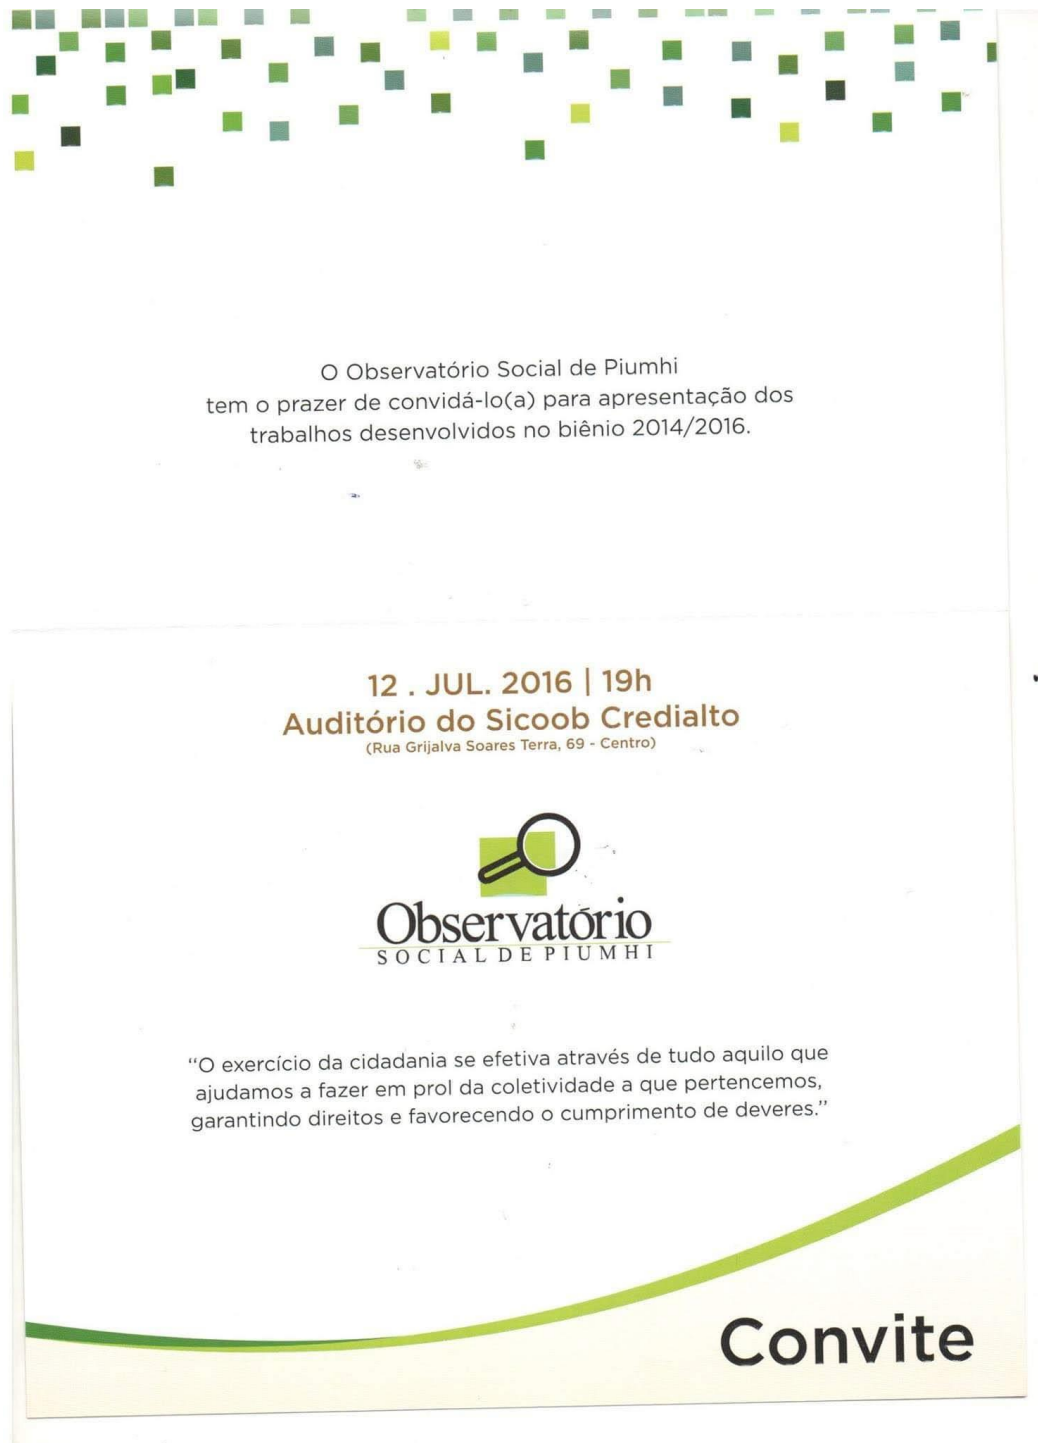 O Observatório Social de Piumhi
tem o prazer de convidá-lo(a) para apresentação dos
trabalhos desenvolvidos no biênio 2014/2016.
12 . JUL. 2016 | 19h
Auditório do Sicoob Credialto
(Rua Grijalva Soares Terra, 69 - Centro)
Observatório
SOCIAL DE PIUMHI
“O exercício da cidadania se efetiva através de tudo aquilo que
ajudamos a fazer em prol da coletividade a que pertencemos,
garantindo direitos e favorecendo o cumprimento de deveres.”
Convite